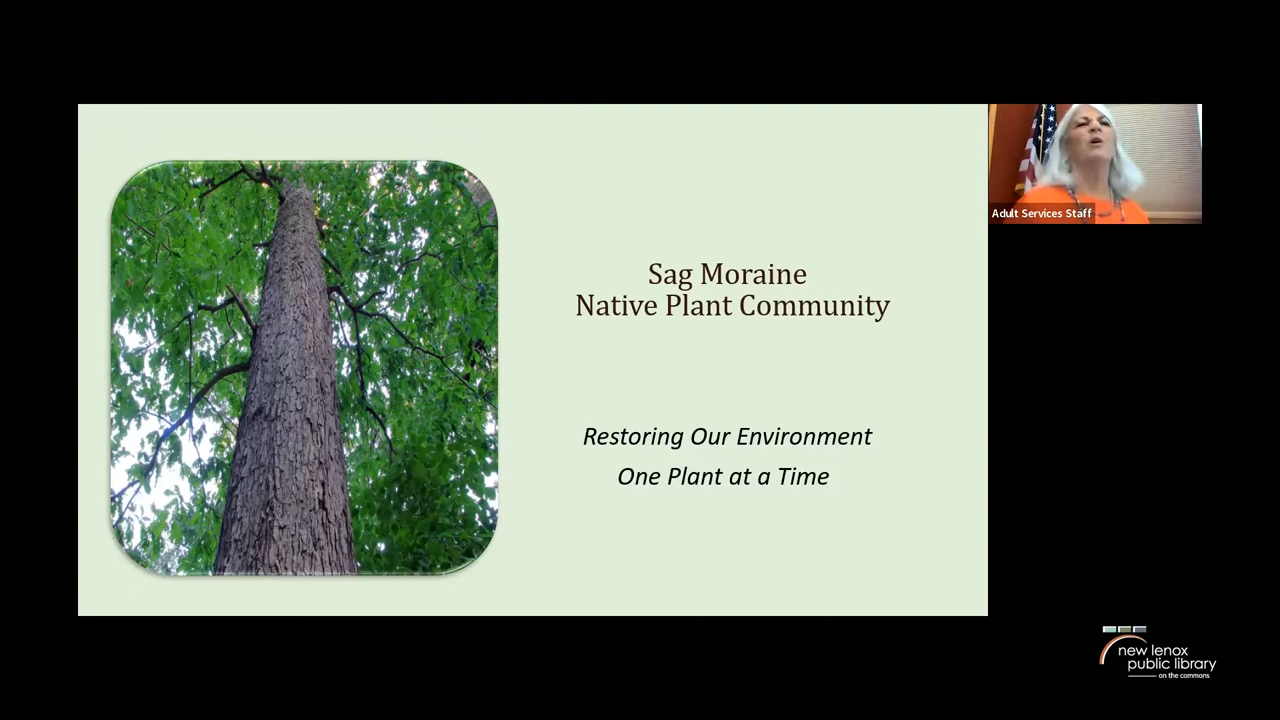 Sag Moraine
Native Plant Community
Restoring Our Environment
One Plant at a Time
Adult Services Staff
new lenox
public library
on the commons